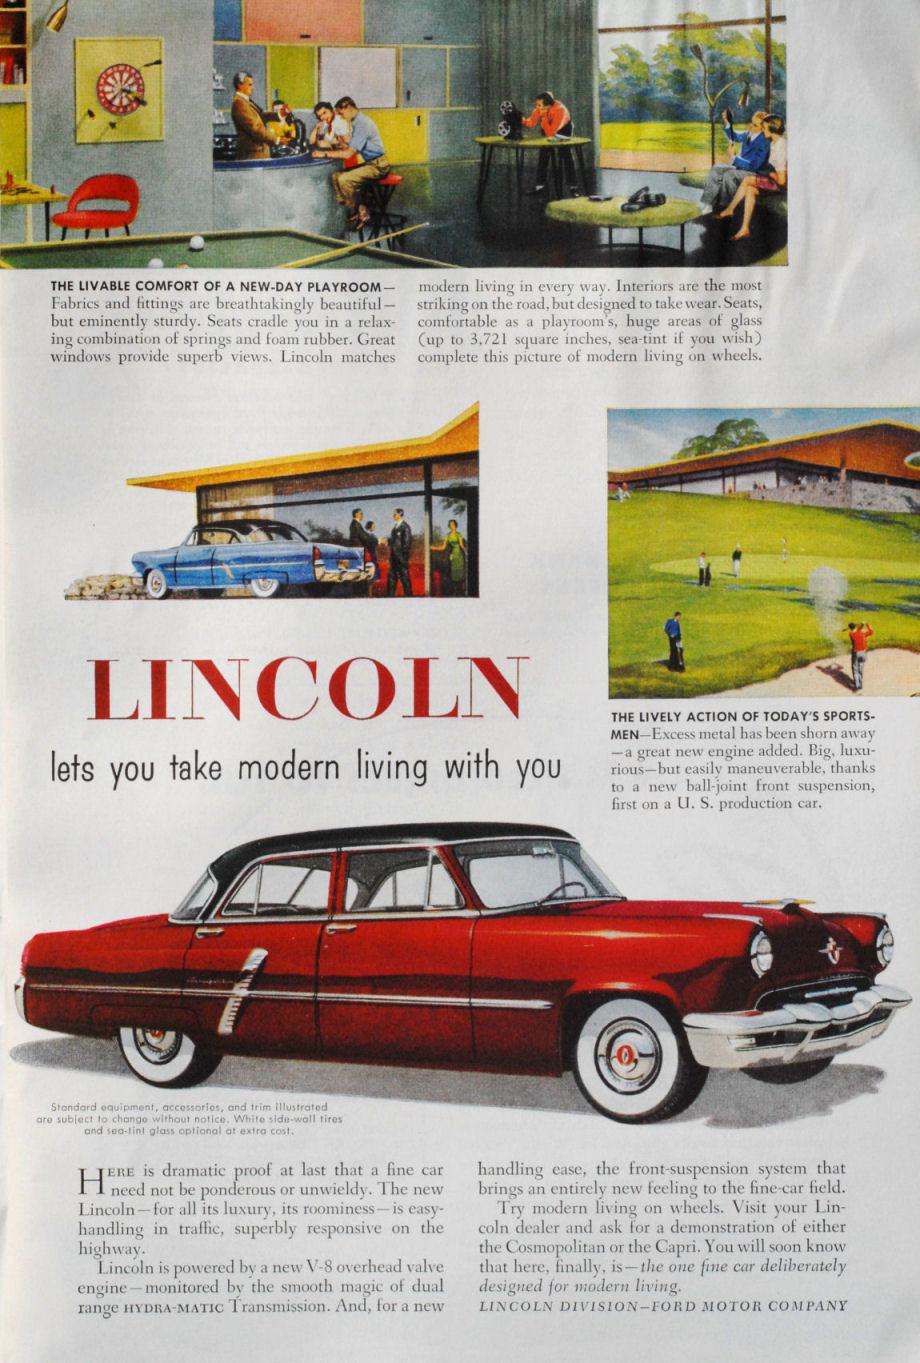 THE LIVABLE COMFORT OF A NEW-DAY PLAYROOM—
Fabrics and fittings are breathtakingly beautiful—
but eminently sturdy. Seats cradle you in a relax-
ing combination of springs and foam rubber. Great
windows provide superb views. Lincoln matches
modern living in every way. Interiors are the most
striking on the road, but designed to take wear. Seats,
comfortable as a playroom's, huge areas of glass
(up to 3,721 square inches, sea-tint if you wish)
complete this picture of modern living on wheels.
LINCOLN
lets you take modern living with you
THE LIVELY ACTION OF TODAY'S SPORTS-
MEN—Excess metal has been shorn away
—a great new engine added. Big, luxu-
rious—but easily maneuverable, thanks
to a new ball-joint front suspension,
first on a U. S. production car.
Standard equipment, accessories, and trim illustrated
are subject to change without notice. White side-wall tires
and sea-tint glass optional at extra cost.
HERE is dramatic proof at last that a fine car
need not be ponderous or unwieldy. The new
Lincoln—for all its luxury, its roominess—is easy-
handling in traffic, superbly responsive on the
highway.
Lincoln is powered by a new V-8 overhead valve
engine—monitored by the smooth magic of dual
range HYDRA-MATIC Transmission. And, for a new
handling ease, the front-suspension system that
brings an entirely new feeling to the fine-car field.
Try modern living on wheels. Visit your Lin-
coln dealer and ask for a demonstration of either
the Cosmopolitan or the Capri. You will soon know
that here, finally, is—the one fine car deliberately
designed for modern living.
LINCOLN DIVISION—FORD MOTOR COMPANY